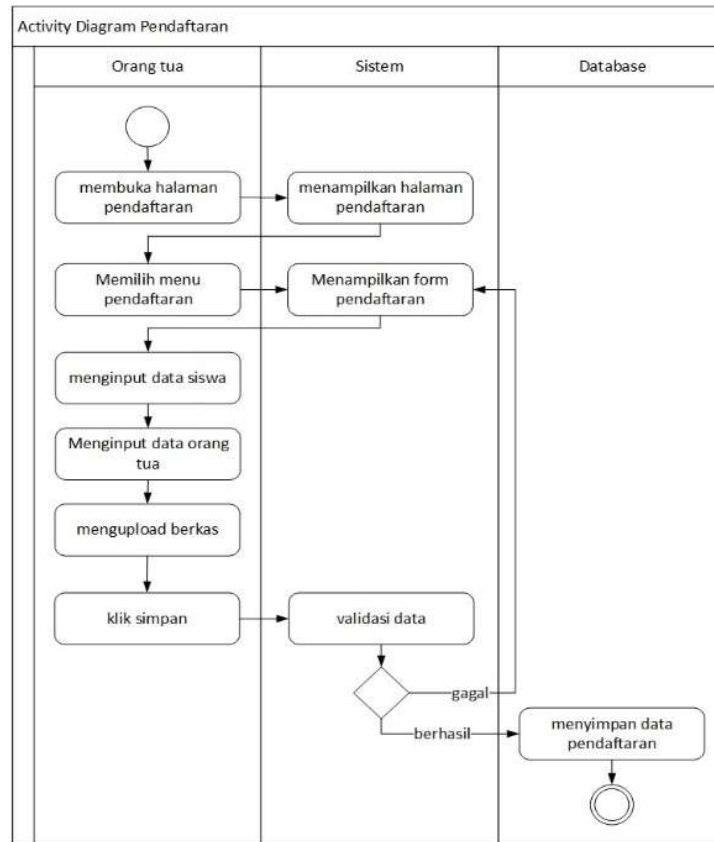 Activity Diagram Pendaftaran
Orang tua
Sistem
Database
membuka halaman
pendaftaran
menampilkan halaman
pendaftaran
Memilih menu
pendaftaran
Menampilkan form
pendaftaran
menginput data siswa
Menginput data orang
tua
mengupload berkas
klik simpan
validasi data
gagal
berhasil
menyimpan data
pendaftaran